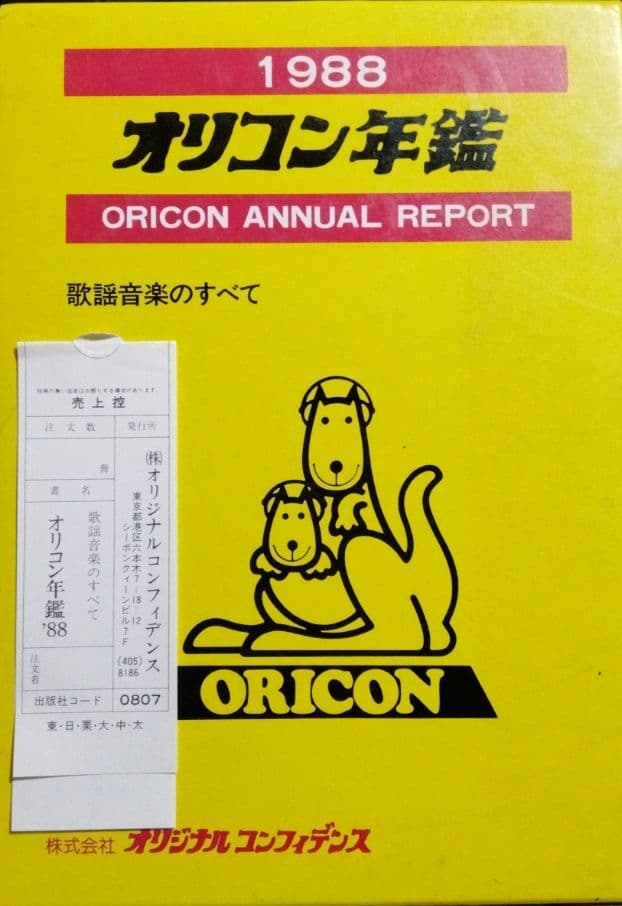 1988
オリコン年鑑
ORICON ANNUAL REPORT
歌謡音楽のすべて
売上控
注文数
発行所
冊
書名
歌謡音楽のすべて
オリコン年鑑'88
(株)オリジナルコンフィデンス
東京都港区六本木7-18-12
シーボンクィーンビル7F
(405)
8186
注文者
出版社コード 0807
東・日・栗・大・中・太
ORICON
株式会社 オリジナル コンフィデンス